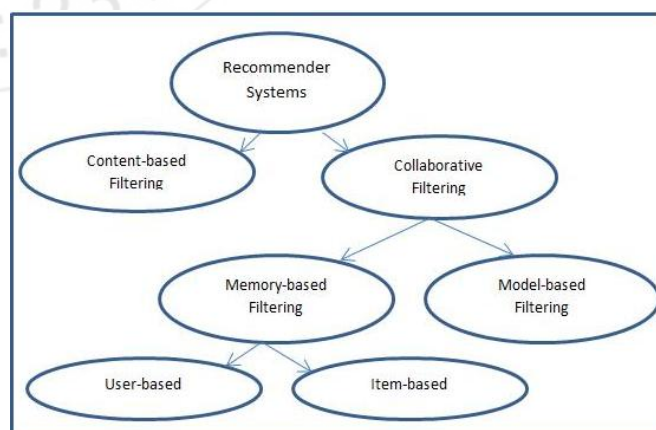 Recommender
Systems
Content-based
Filtering
Collaborative
Filtering
Memory-based
Filtering
Model-based
Filtering
User-based
Item-based